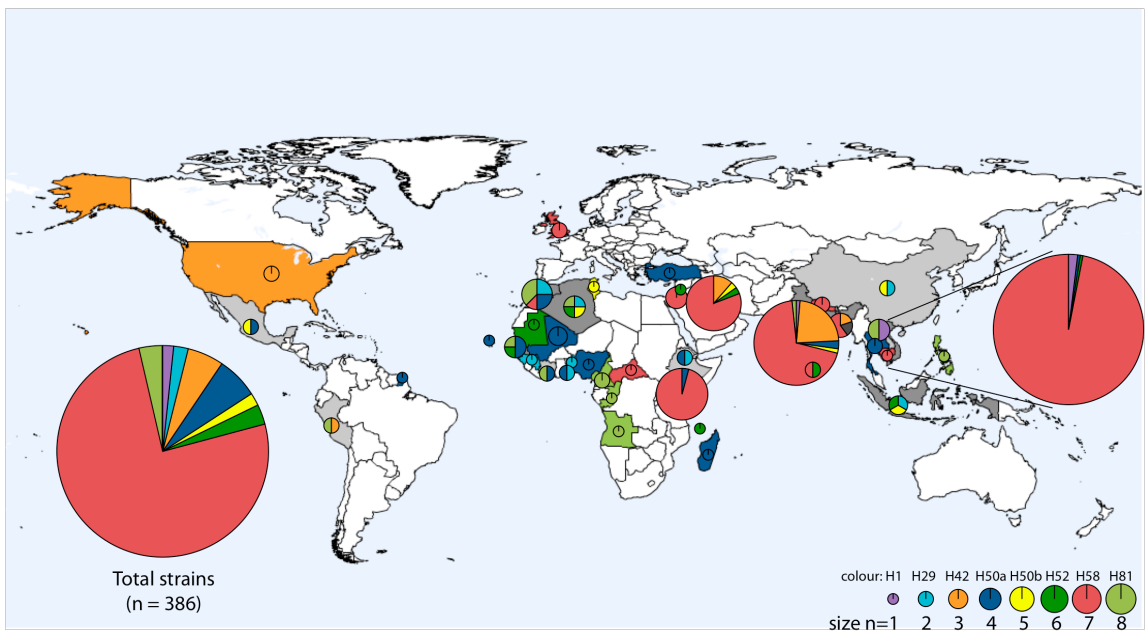 Total strains
(n = 386)
colour: H1 H29 H42 H50a H50b H52 H58 H81
size n=1 2 3 4 5 6 7 8